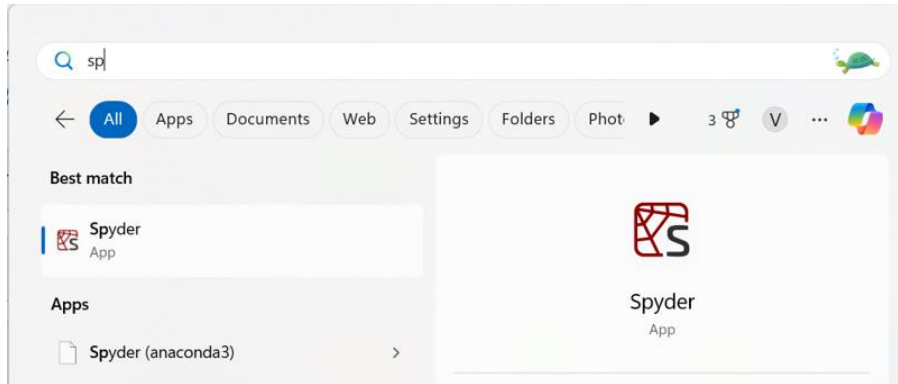 sp
All Apps Documents Web Settings Folders 3 V ...
Best match
Spyder
App
Apps
Spyder (anaconda3)
S
Spyder
App